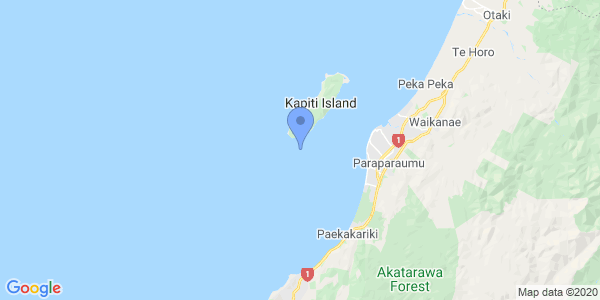 Otaki
Te Horo
Peka Peka
Kapiti Island
Waikanae
1
Paraparaumu
Paekakariki
1
Akatarawa
Forest
Google
Map data ©2020